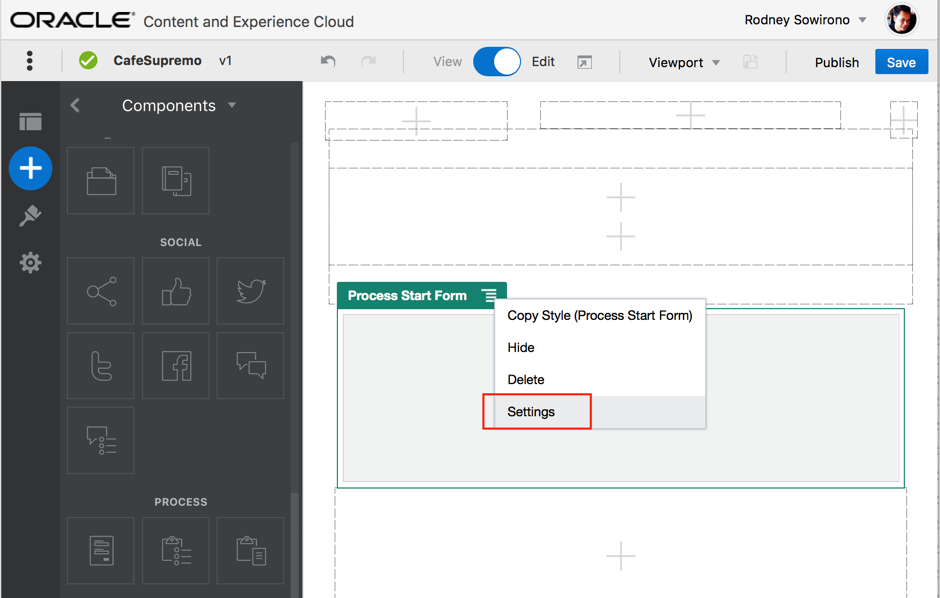 ORACLE® Content and Experience Cloud
Rodney Sowirono
CafeSupremo v1
View Edit
Viewport
Publish
Save
Components
SOCIAL
PROCESS
Process Start Form
Copy Style (Process Start Form)
Hide
Delete
Settings